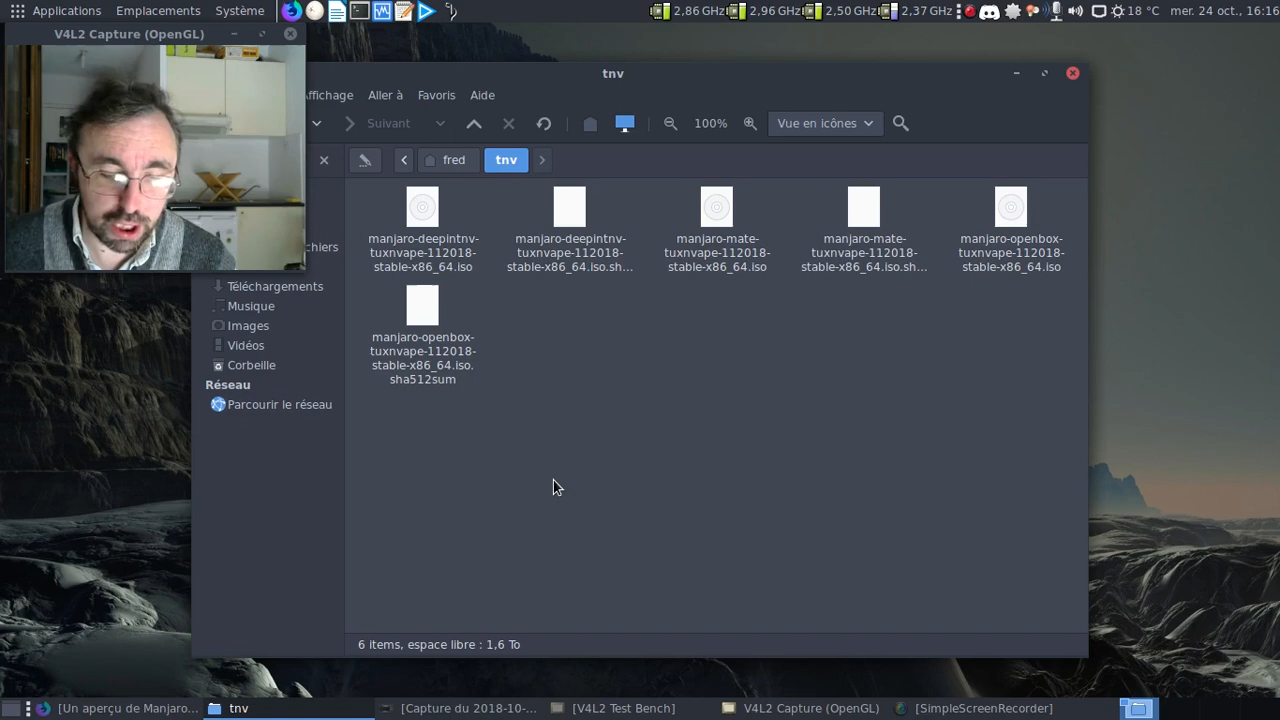 Applications Emplacements Système 2,86 GHz 2,96 GHz 2,50 GHz 2,37 GHz 18 °C mer. 24 oct., 16:16
V4L2 Capture (OpenGL)
tnv
Affichage Aller à Favoris Aide
Suivant 100% Vue en icônes
fred tnv
manjaro-deepintnv-
tuxnvape-112018-
stable-x86_64.iso
manjaro-deepintnv-
tuxnvape-112018-
stable-x86_64.iso.sh...
manjaro-mate-
tuxnvape-112018-
stable-x86_64.iso
manjaro-mate-
tuxnvape-112018-
stable-x86_64.iso.sh...
manjaro-openbox-
tuxnvape-112018-
stable-x86_64.iso
manjaro-openbox-
tuxnvape-112018-
stable-x86_64.iso.
sha512sum
chiers
Téléchargements
Musique
Images
Vidéos
Corbeille
Réseau
Parcourir le réseau
6 items, espace libre : 1,6 To
[Un aperçu de Manjaro... tnv [Capture du 2018-10-... [V4L2 Test Bench] V4L2 Capture (OpenGL) [SimpleScreenRecorder]